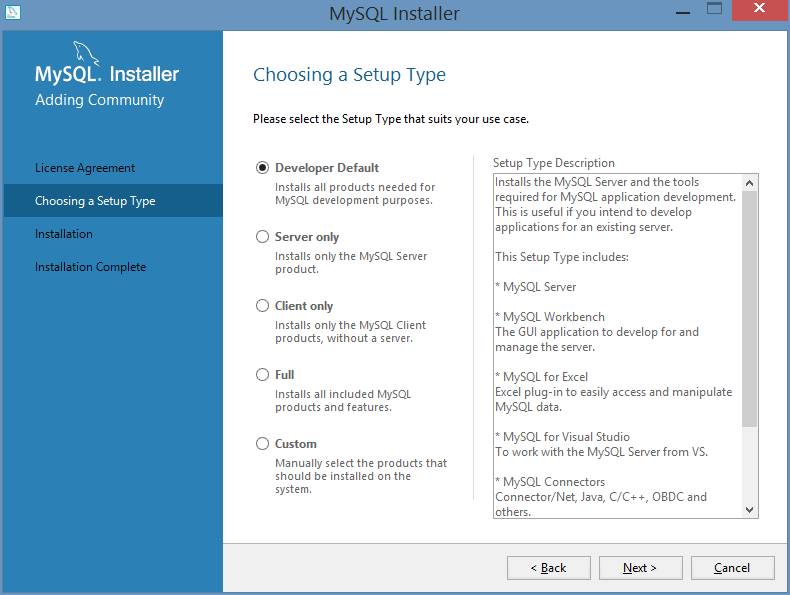 MySQL Installer
MySQL. Installer
Adding Community
License Agreement
Choosing a Setup Type
Installation
Installation Complete
Choosing a Setup Type
Please select the Setup Type that suits your use case.
Developer Default
Installs all products needed for
MySQL development purposes.
Server only
Installs only the MySQL Server
product.
Client only
Installs only the MySQL Client
products, without a server.
Full
Installs all included MySQL
products and features.
Custom
Manually select the products that
should be installed on the
system.
Setup Type Description
Installs the MySQL Server and the tools
required for MySQL application development.
This is useful if you intend to develop
applications for an existing server.
This Setup Type includes:
* MySQL Server
* MySQL Workbench
The GUI application to develop for and
manage the server.
* MySQL for Excel
Excel plug-in to easily access and manipulate
MySQL data.
* MySQL for Visual Studio
To work with the MySQL Server from VS.
* MySQL Connectors
Connector/Net, Java, C/C++, OBDC and
others.
< Back
Next >
Cancel